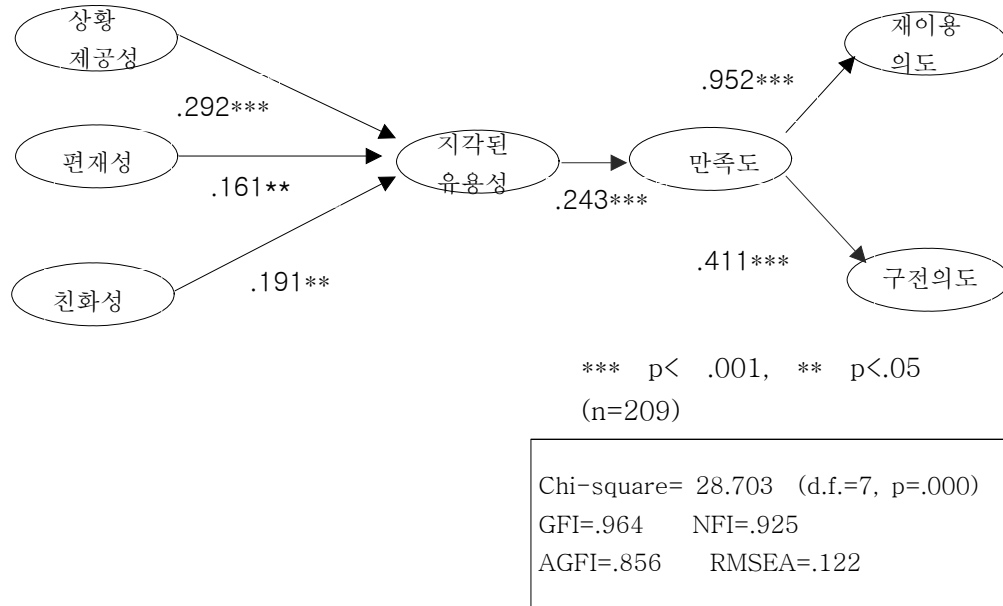 상황
제공성
재이용
의도
.952***
.292***
편재성
지각된
유용성
만족도
.161**
.243***
.191**
.411***
친화성
구전의도
*** p< .001, ** p<.05
(n=209)
Chi-square= 28.703 (d.f.=7, p=.000)
GFI=.964 NFI=.925
AGFI=.856 RMSEA=.122